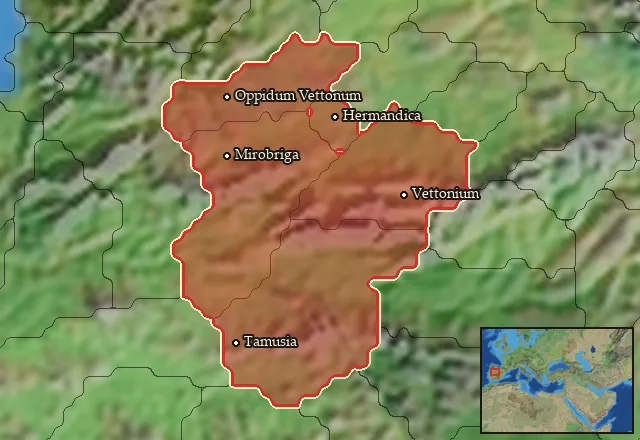 Oppidum Vettonum
Hermandica
Mirobriga
Vettonium
Tamusia